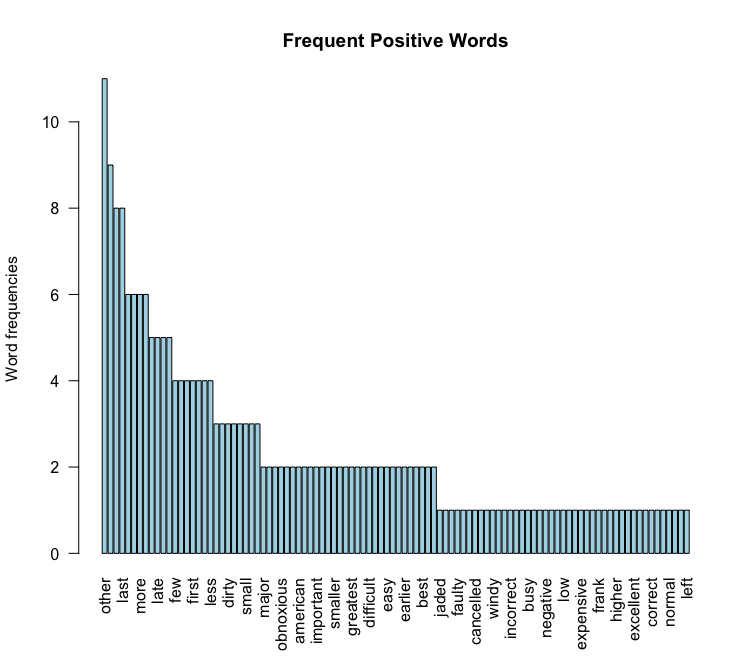 Frequent Positive Words
Word frequencies
10
8
6
4
2
0
other
last
more
late
few
first
less
dirty
small
major
obnoxious
american
important
smaller
greatest
difficult
easy
earlier
best
jaded
faulty
cancelled
windy
incorrect
busy
negative
low
expensive
frank
higher
excellent
correct
normal
left